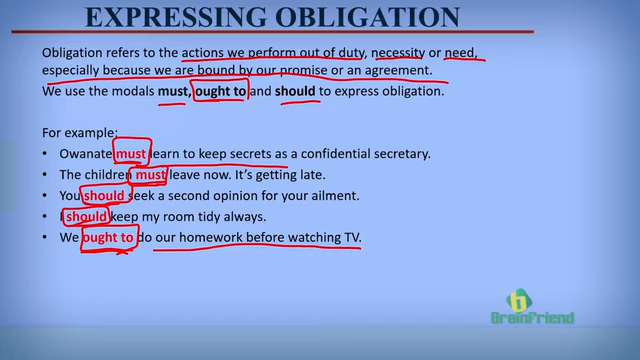 EXPRESSING OBLIGATION
Obligation refers to the actions we perform out of duty, necessity or need,
especially because we are bound by our promise or an agreement.
We use the modals must, ought to and should to express obligation.
For example:
• Owanate must learn to keep secrets as a confidential secretary.
• The children must leave now. It's getting late.
• You should seek a second opinion for your ailment.
• I should keep my room tidy always.
• We ought to do our homework before watching TV.
b
Brainfriend